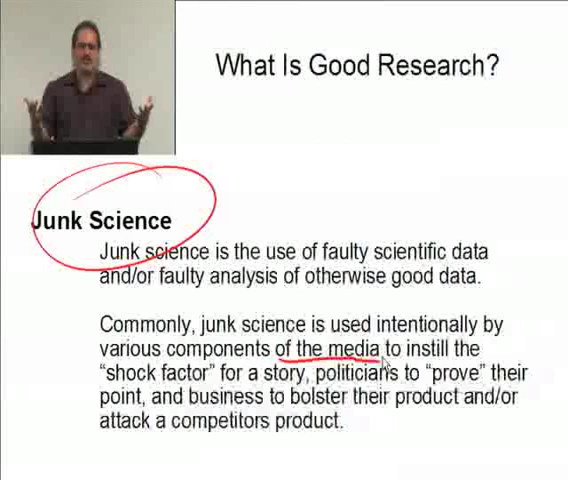 What Is Good Research?
Junk Science
Junk science is the use of faulty scientific data
and/or faulty analysis of otherwise good data.
Commonly, junk science is used intentionally by
various components of the media to instill the
“shock factor” for a story, politicians to “prove” their
point, and business to bolster their product and/or
attack a competitors product.